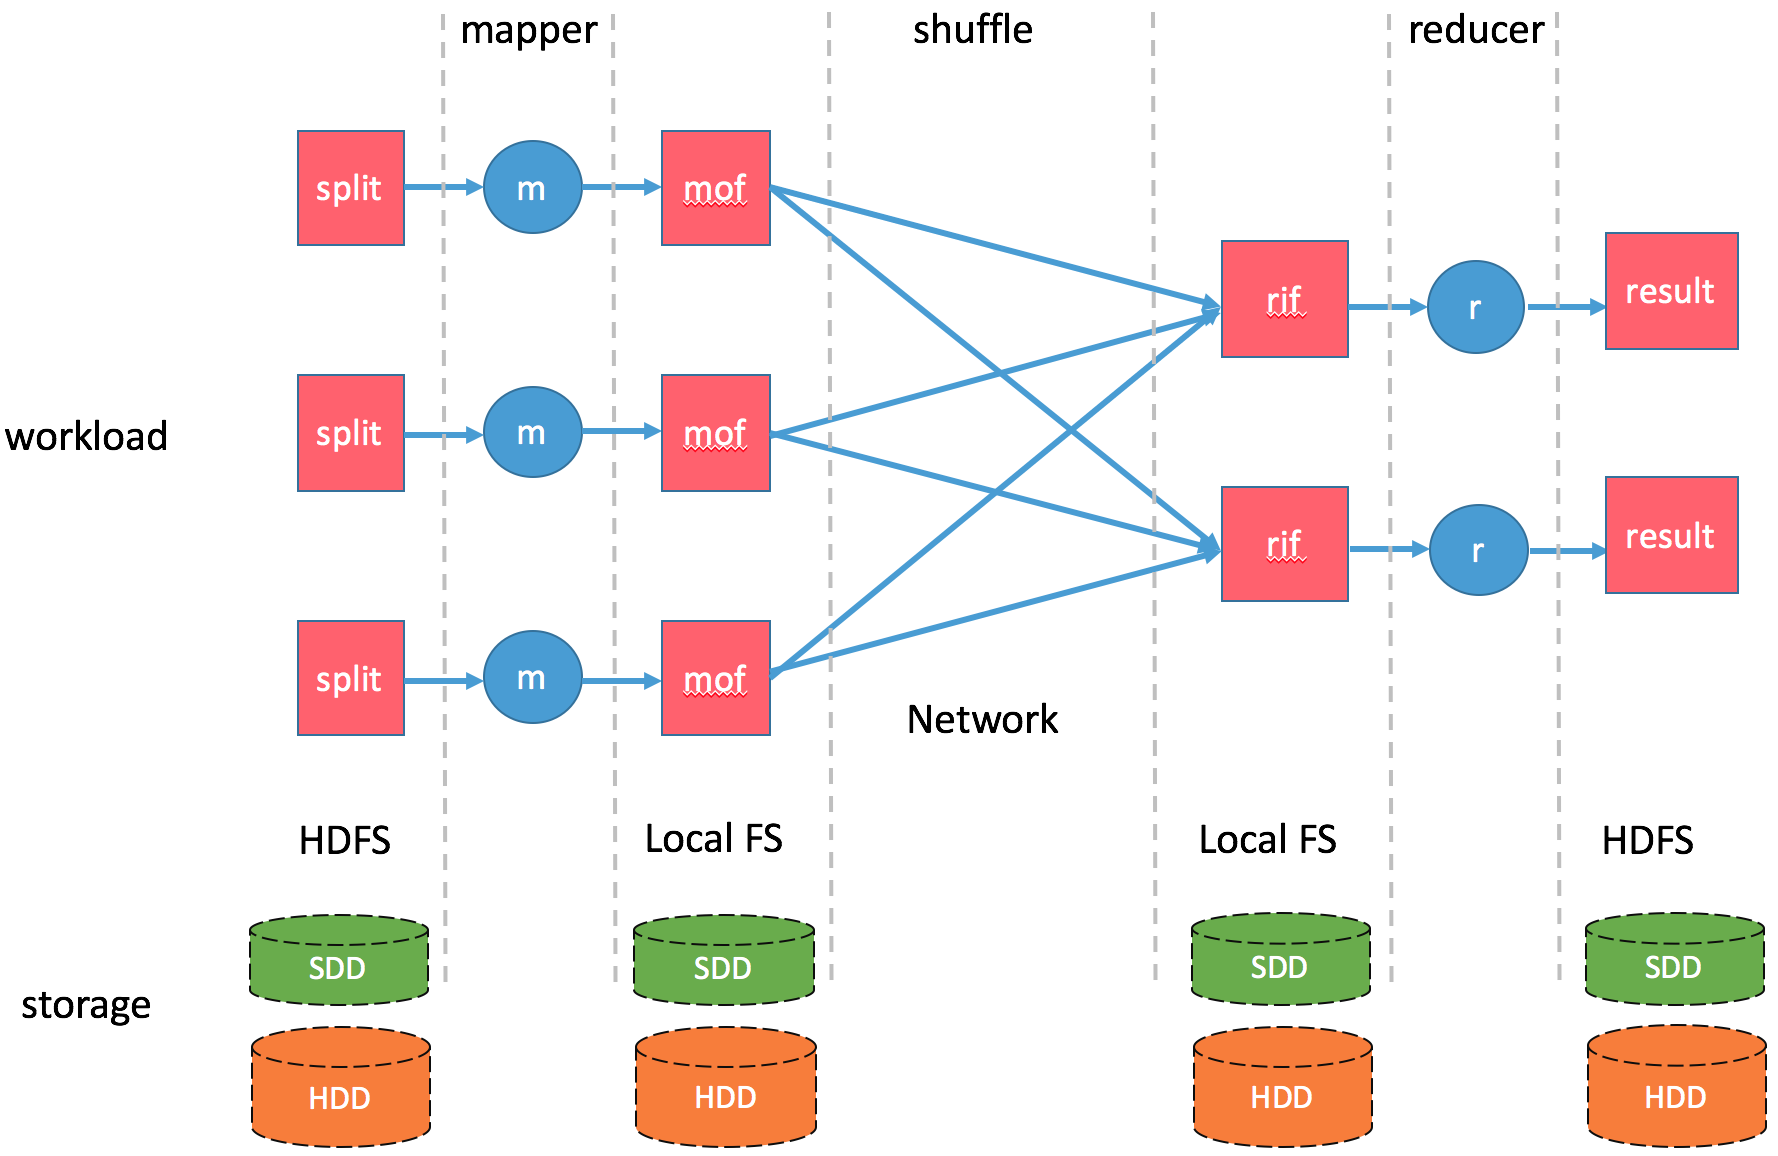 mapper
shuffle
reducer
split
m
mof
rif
r
result
workload
split
m
mof
rif
r
result
split
m
mof
Network
HDFS
Local FS
Local FS
HDFS
storage
SDD
SDD
SDD
SDD
HDD
HDD
HDD
HDD